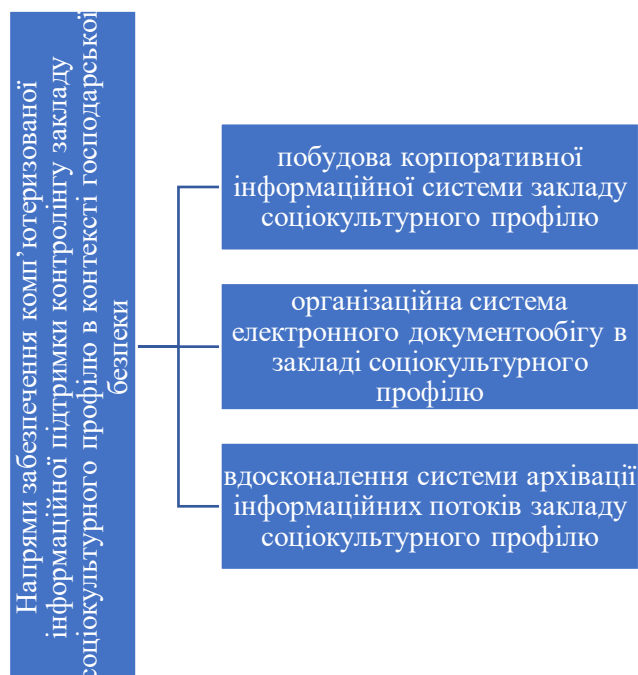 Напрями забезпечення комп’ютеризованої
інформаційної підтримки контролінгу закладу
соціокультурного профілю в контексті господарської
безпеки
побудова корпоративної
інформаційної системи закладу
соціокультурного профілю
організаційна система
електронного документообігу в
закладі соціокультурного
профілю
вдосконалення системи архівації
інформаційних потоків закладу
соціокультурного профілю